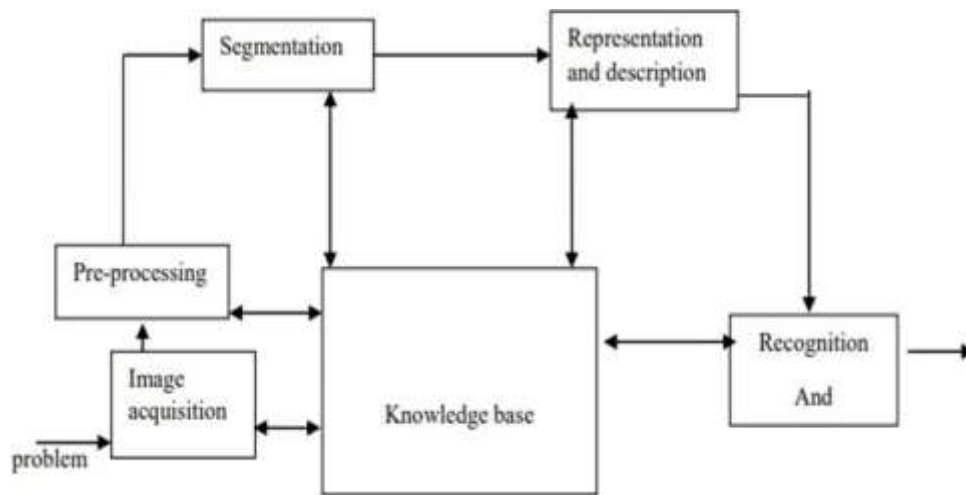 Segmentation
Representation
and description
Pre-processing
Image
acquisition
Knowledge base
Recognition
And
problem